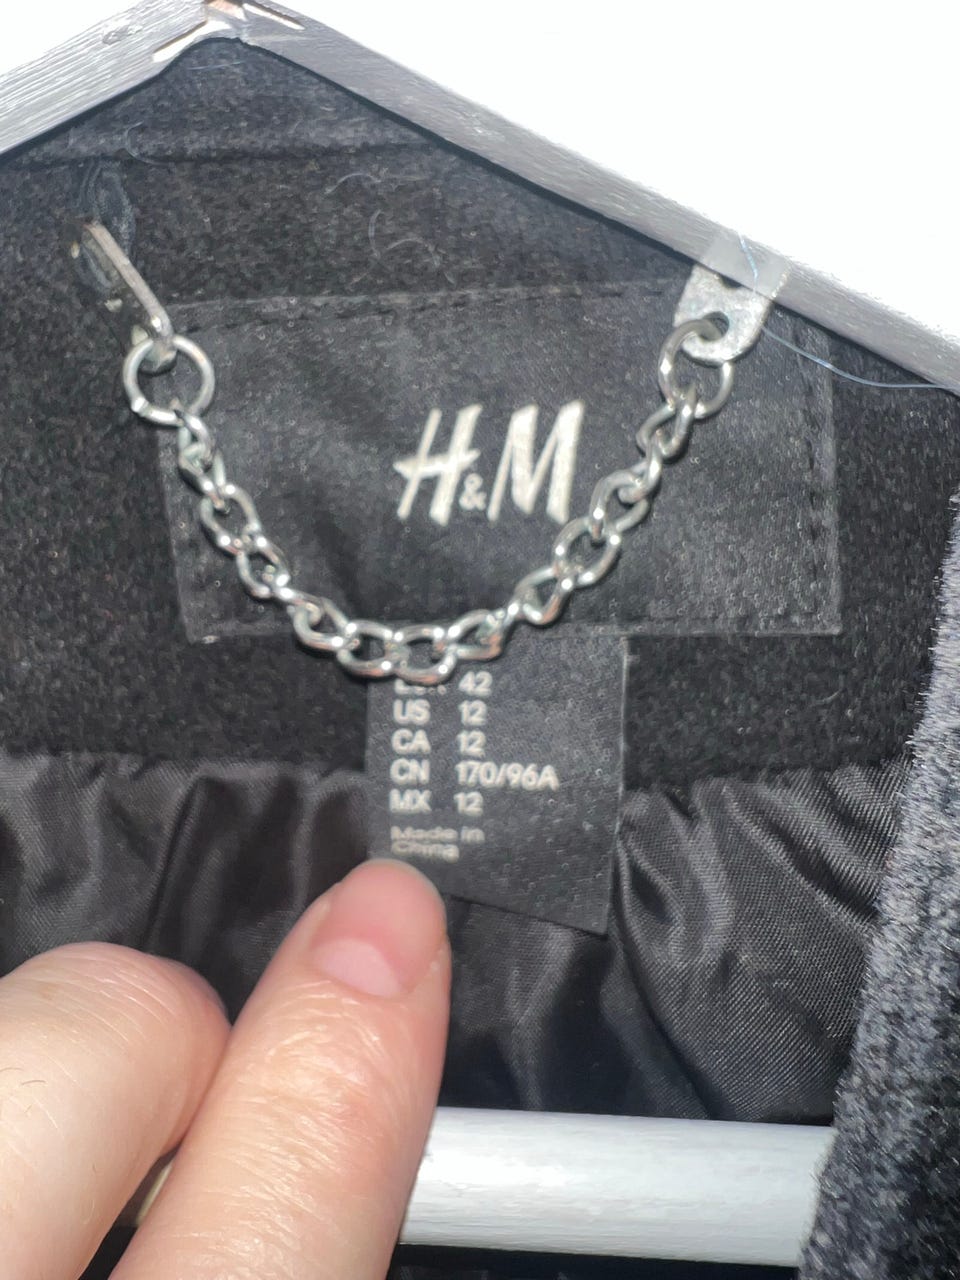 H&M
42
US 12
CA 12
CN 170/96A
MX 12
Made in
China